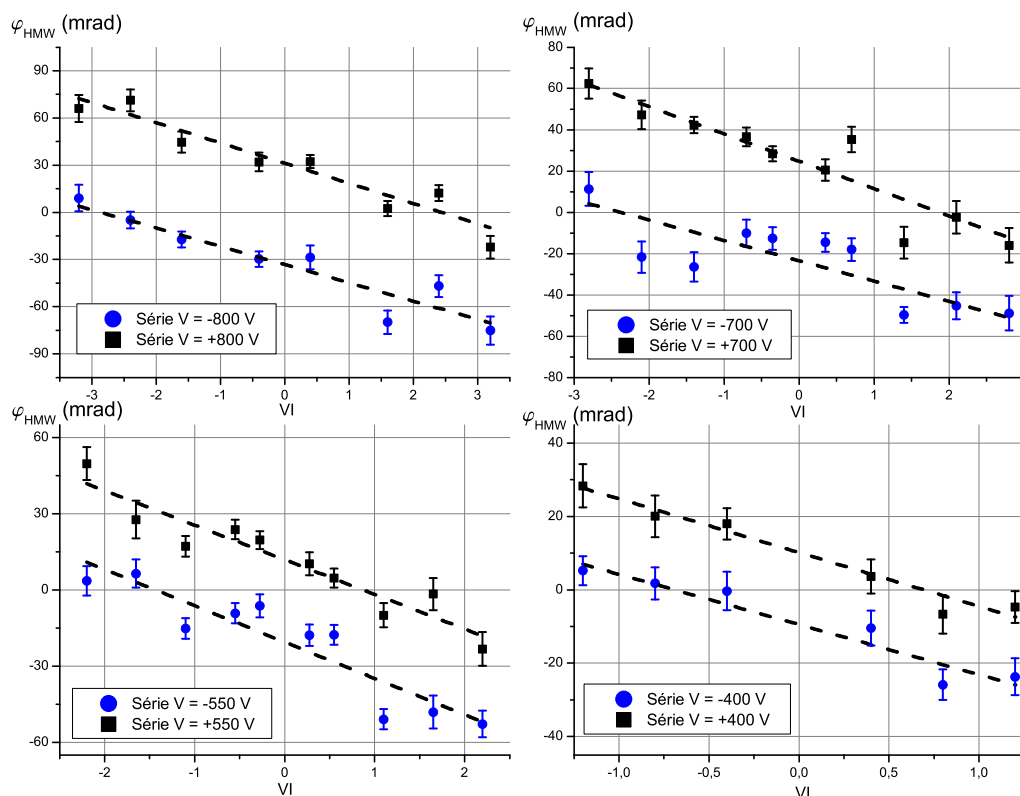 φHMW (mrad)
90
60
30
0
-30
-60
-90
Série V = -800 V
Série V = +800 V
-3 -2 -1 0 1 2 3
VI
φHMW (mrad)
80
60
40
20
0
-20
-40
-60
-80
Série V = -700 V
Série V = +700 V
-3 -2 -1 0 1 2 3
VI
φHMW (mrad)
60
30
0
-30
-60
Série V = -550 V
Série V = +550 V
-2 -1 0 1 2
VI
φHMW (mrad)
40
20
0
-20
-40
Série V = -400 V
Série V = +400 V
-1,0 -0,5 0,0 0,5 1,0
VI